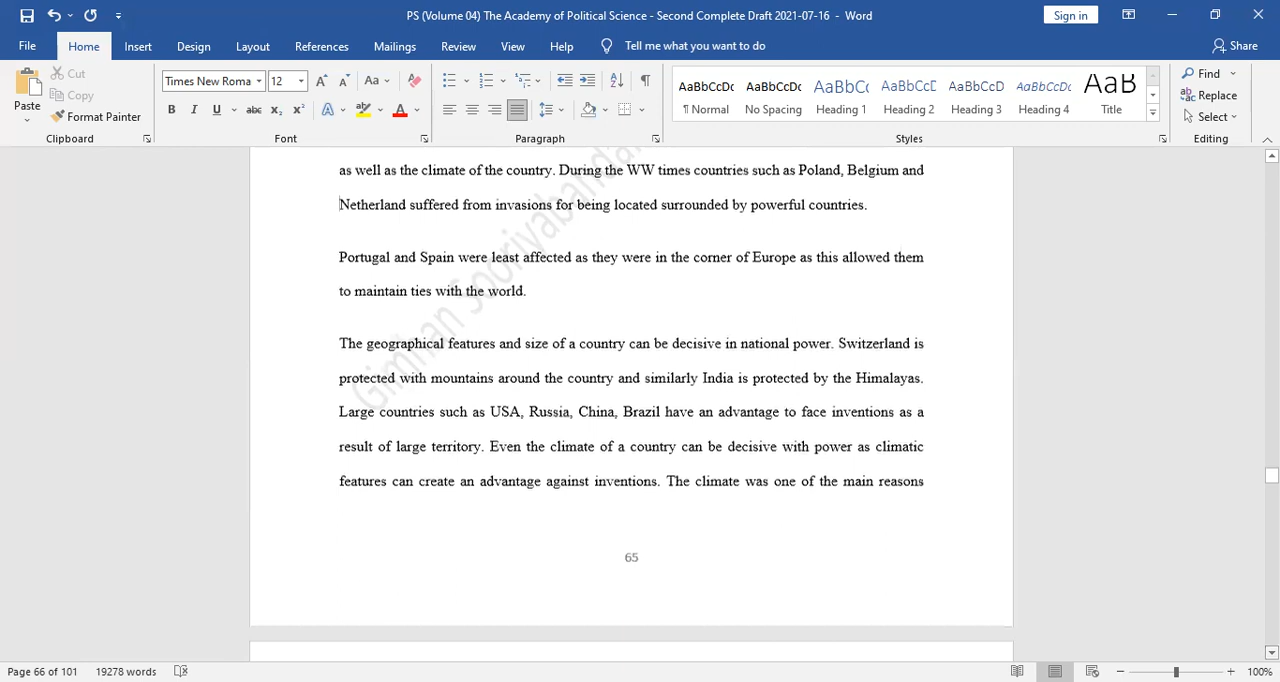 PS (Volume 04) The Academy of Political Science - Second Complete Draft 2021-07-16 - Word
Sign in
File Home Insert Design Layout References Mailings Review View Help Tell me what you want to do Share
Paste Cut Copy Format Painter
Times New Roma 12
AaBbCcDc AaBbCcDc AaBbCc AaBbCcD AaBbCcD AaBbCcDc AaB
¶ Normal No Spacing Heading 1 Heading 2 Heading 3 Heading 4 Title
Find Replace Select
Clipboard Font Paragraph Styles Editing
as well as the climate of the country. During the WW times countries such as Poland, Belgium and
Netherland suffered from invasions for being located surrounded by powerful countries.
Portugal and Spain were least affected as they were in the corner of Europe as this allowed them
to maintain ties with the world.
The geographical features and size of a country can be decisive in national power. Switzerland is
protected with mountains around the country and similarly India is protected by the Himalayas.
Large countries such as USA, Russia, China, Brazil have an advantage to face inventions as a
result of large territory. Even the climate of a country can be decisive with power as climatic
features can create an advantage against inventions. The climate was one of the main reasons
65
Page 66 of 101 19278 words 100%